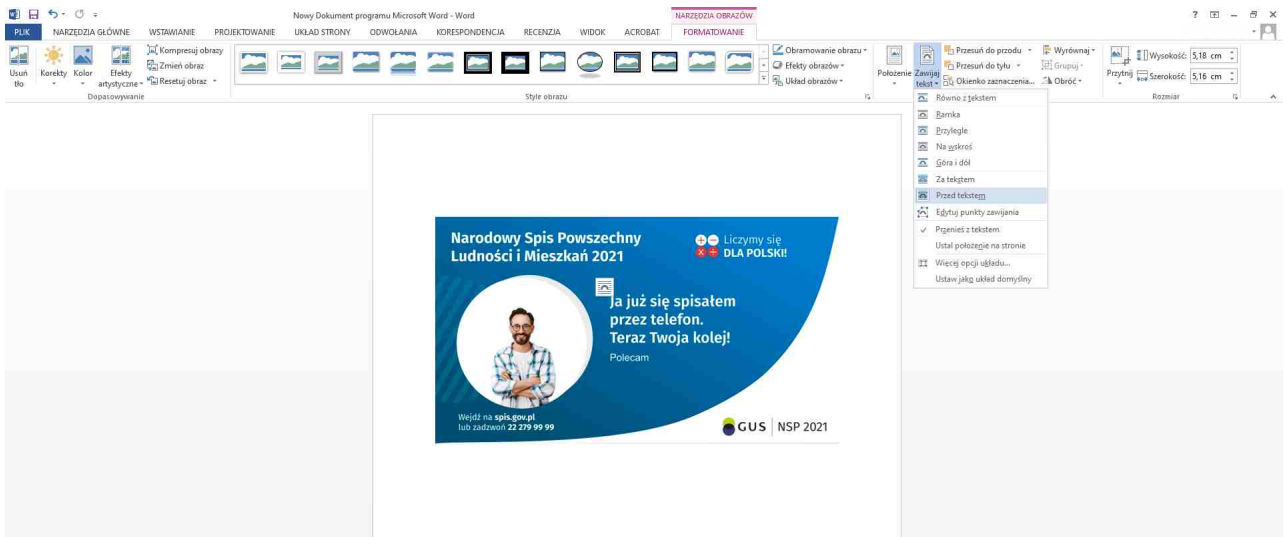 Nowy Dokument programu Microsoft Word - Word
NARZĘDZIA OBRAZÓW
PLIK NARZĘDZIA GŁÓWNE WSTAWIANIE PROJEKTOWANIE UKŁAD STRONY ODWOŁANIA KORESPONDENCJA RECENZJA WIDOK ACROBAT FORMATOWANIE
Usuń tło
Korekty
Kolor
Efekty artystyczne
Kompresuj obrazy
Zmień obraz
Resetuj obraz
Dopasowywanie
Style obrazu
Obramowanie obrazu
Efekty obrazów
Układ obrazów
Położenie
Zawijaj tekst
Przesuń do przodu
Przesuń do tyłu
Okienko zaznaczenia...
Wyrównaj
Grupuj
Obróć
Przytnij
Wysokość: 5,18 cm
Szerokość: 5,16 cm
Rozmiar
Równo z tekstem
Ramka
Przyległe
Na wskroś
Góra i dół
Za tekstem
Przed tekstem
Edytuj punkty zawijania
Przenieś z tekstem
Ustal położenie na stronie
Więcej opcji układu...
Ustaw jako układ domyślny
Narodowy Spis Powszechny
Ludności i Mieszkań 2021
Liczymy się
DLA POLSKI!
Ja już się spisałem
przez telefon.
Teraz Twoja kolej!
Polecam
Wejdź na spis.gov.pl
lub zadzwoń 22 279 99 99
GUS NSP 2021